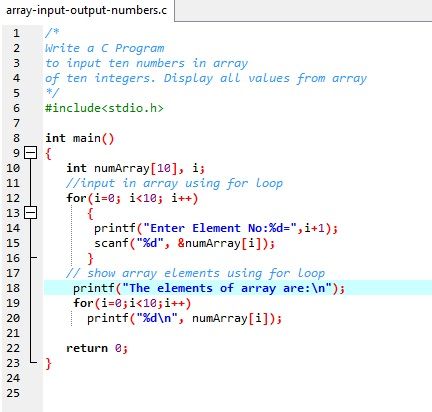 array-input-output-numbers.c
1 /*
2 Write a C Program
3 to input ten numbers in array
4 of ten integers. Display all values from array
5 */
6 #include<stdio.h>
7
8 int main()
9 {
10 int numArray[10], i;
11 //input in array using for loop
12 for(i=0; i<10; i++)
13 {
14 printf("Enter Element No:%d=",i+1);
15 scanf("%d", &numArray[i]);
16 }
17 // show array elements using for loop
18 printf("The elements of array are:\n");
19 for(i=0;i<10;i++)
20 printf("%d\n", numArray[i]);
21
22 return 0;
23 }
24
25